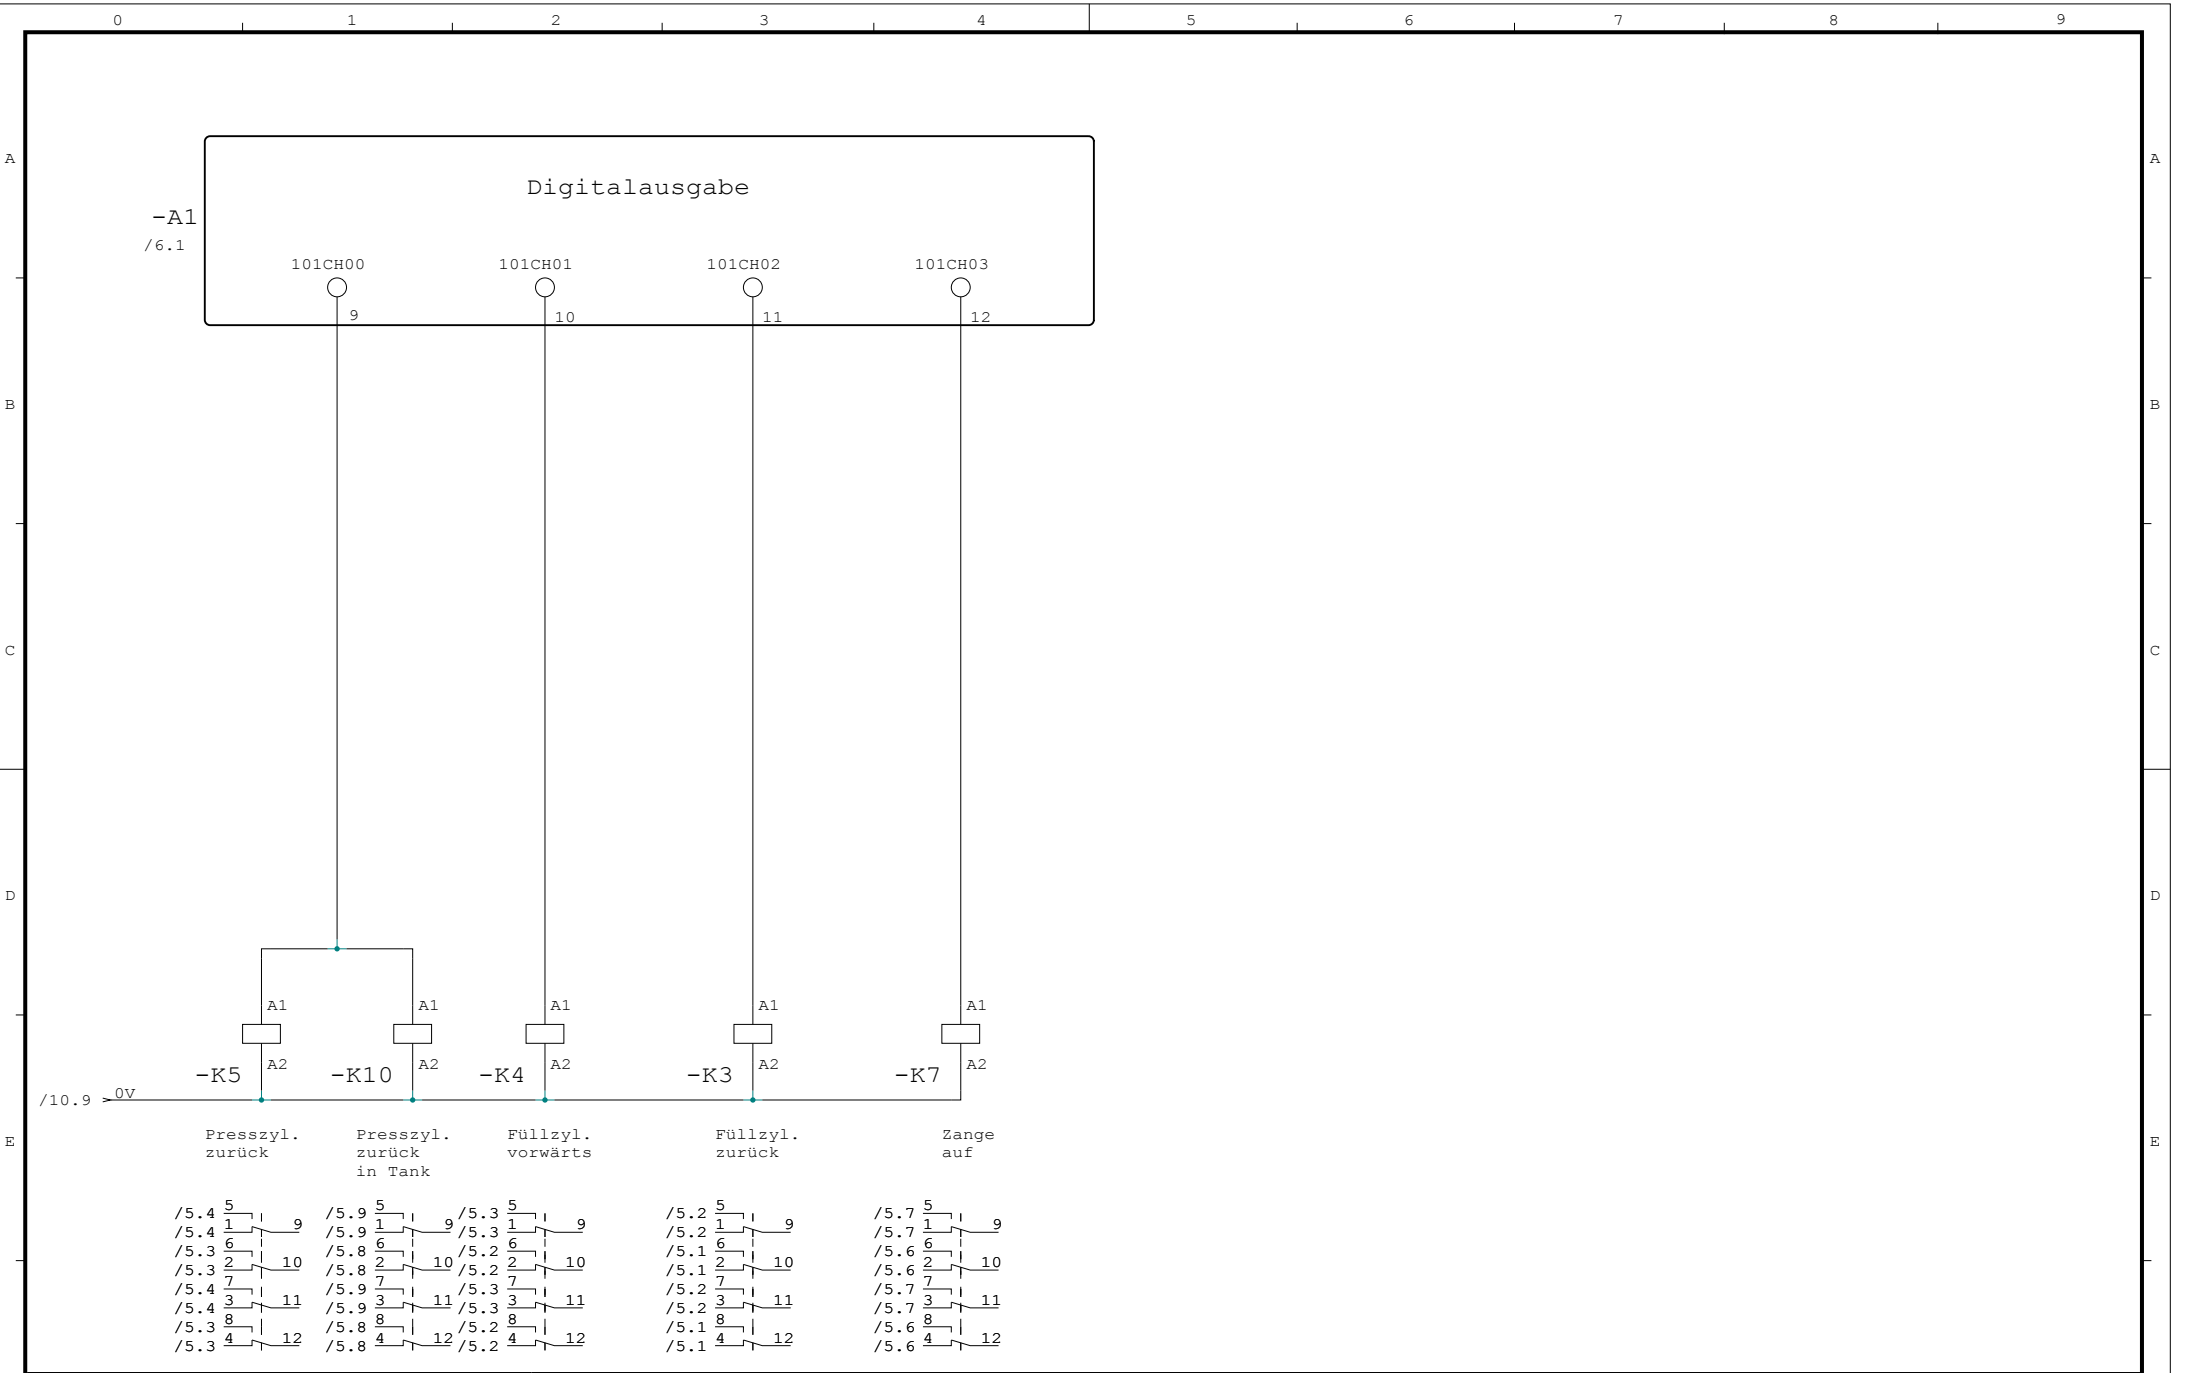 0 1 2 3 4 5 6 7 8 9
A A
Digitalausgabe
-A1
/6.1
101CH00 101CH01 101CH02 101CH03
9 10 11 12
B B
C C
D D
A1 A1 A1 A1 A1
A2 A2 A2 A2 A2
-K5 -K10 -K4 -K3 -K7
/10.9 0V
E E
Presszyl. Presszyl. Füllzyl. Füllzyl. Zange
zurück zurück vorwärts zurück auf
in Tank
/5.4 5 /5.9 5 /5.3 5 /5.2 5 /5.7 5
/5.4 1 9 /5.9 1 9 /5.3 1 9 /5.2 1 9 /5.7 1 9
/5.3 6 /5.8 6 /5.2 6 /5.1 6 /5.6 6
/5.3 2 10 /5.8 2 10 /5.2 2 10 /5.1 2 10 /5.6 2 10
/5.4 7 /5.9 7 /5.3 7 /5.2 7 /5.7 7
/5.4 3 11 /5.9 3 11 /5.3 3 11 /5.2 3 11 /5.7 3 11
/5.3 8 /5.8 8 /5.2 8 /5.1 8 /5.6 8
/5.3 4 12 /5.8 4 12 /5.2 4 12 /5.1 4 12 /5.6 4 12